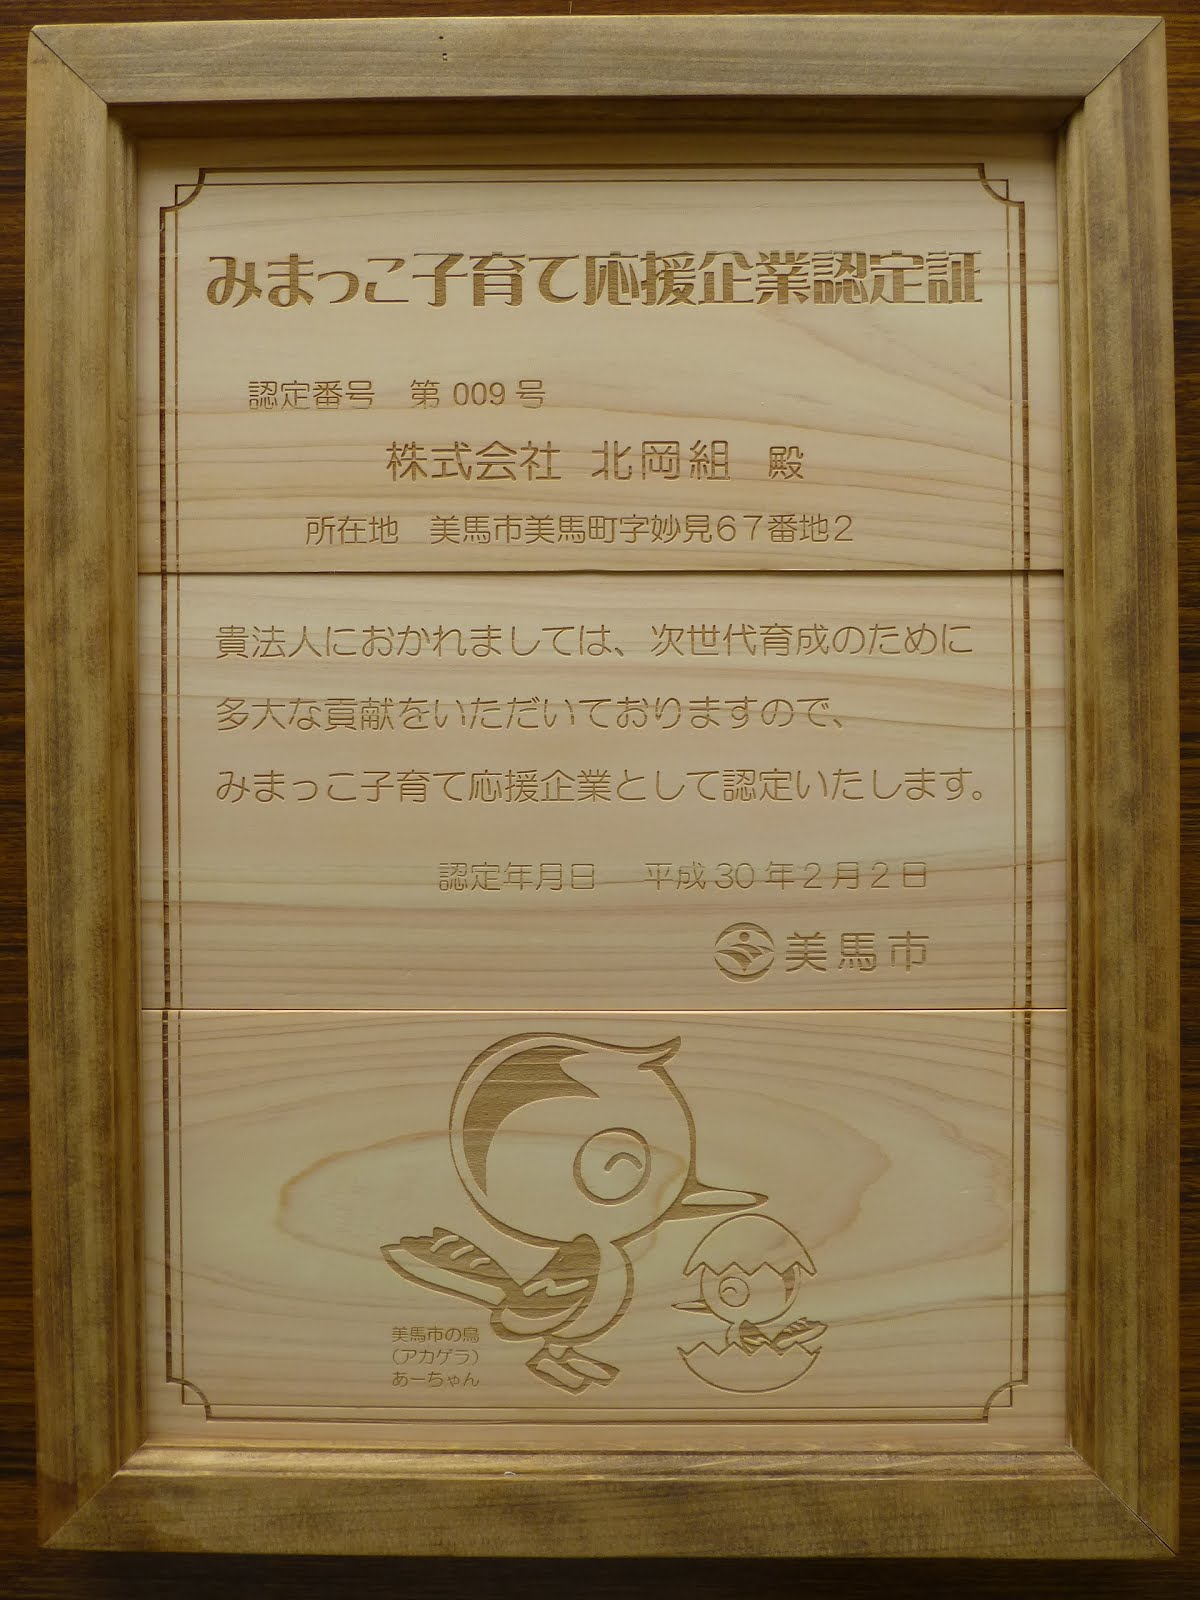 みまっこ子育て応援企業認定証
認定番号　第 009 号
株式会社 北岡組 殿
所在地　美馬市美馬町字妙見６７番地２
貴法人におかれましては、次世代育成のために
多大な貢献をいただいておりますので、
みまっこ子育て応援企業として認定いたします。
認定年月日　平成 30 年 2 月 2 日
美馬市
美馬市の鳥
（アカゲラ）
あーちゃん